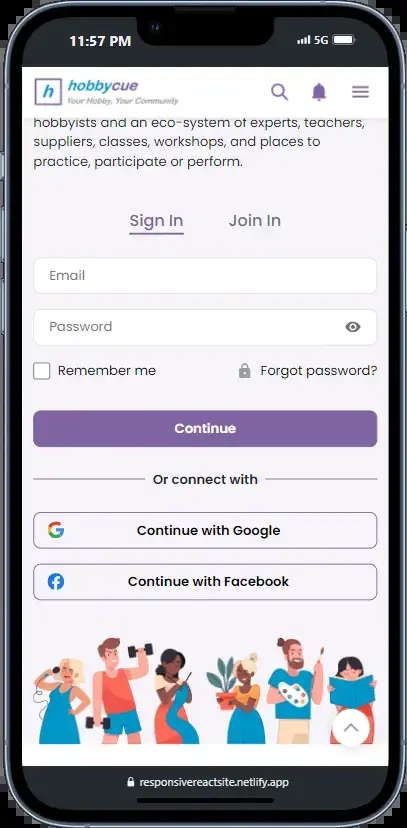 11:57 PM
5G
h
hobbycue
Your Hobby, Your Community
hobbyists and an eco-system of experts, teachers,
suppliers, classes, workshops, and places to
practice, participate or perform.
Sign In
Join In
Email
Password
Remember me
Forgot password?
Continue
Or connect with
Continue with Google
Continue with Facebook
responsivereactsite.netlify.app